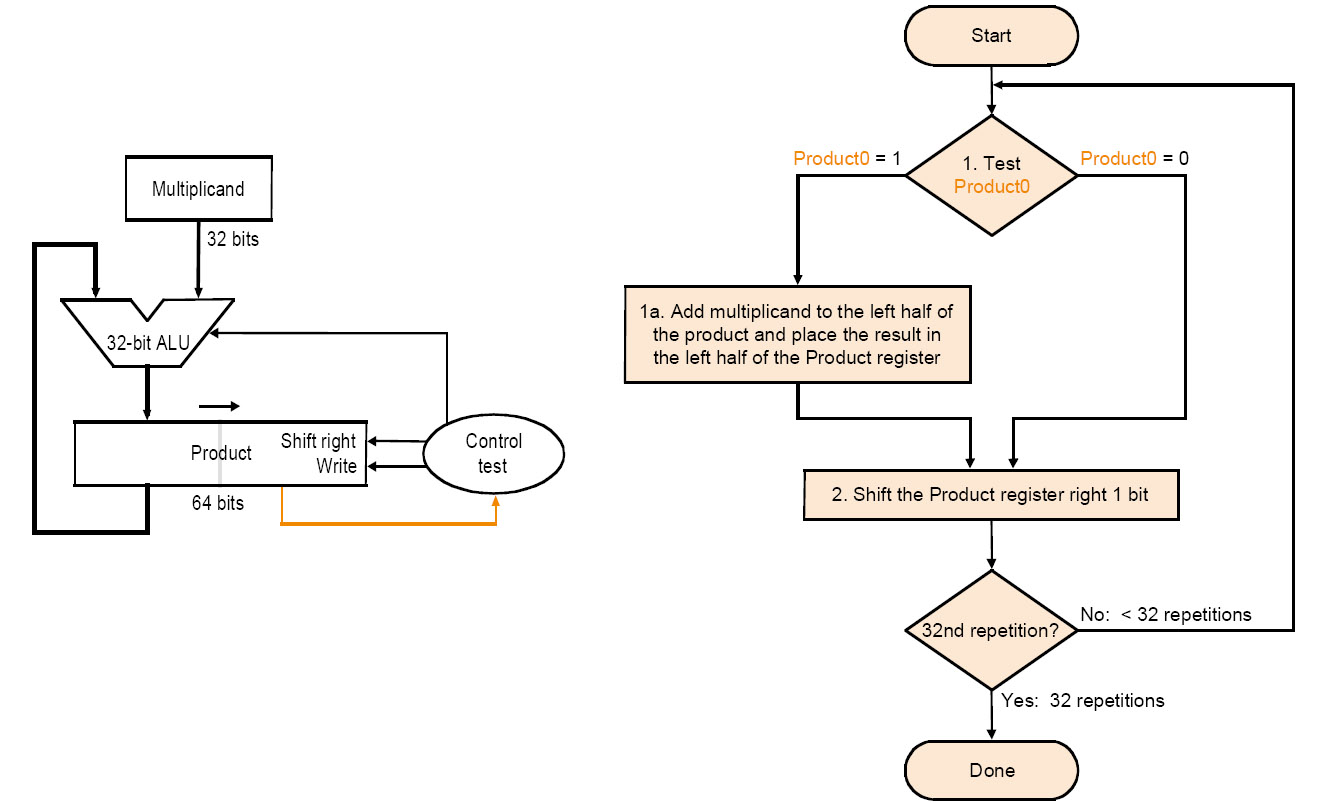 Multiplicand
32 bits
32-bit ALU
Product
Shift right
Write
64 bits
Control
test
Start
Product0 = 1
1. Test
Product0
Product0 = 0
1a. Add multiplicand to the left half of
the product and place the result in
the left half of the Product register
2. Shift the Product register right 1 bit
32nd repetition?
No:  < 32 repetitions
Yes:  32 repetitions
Done